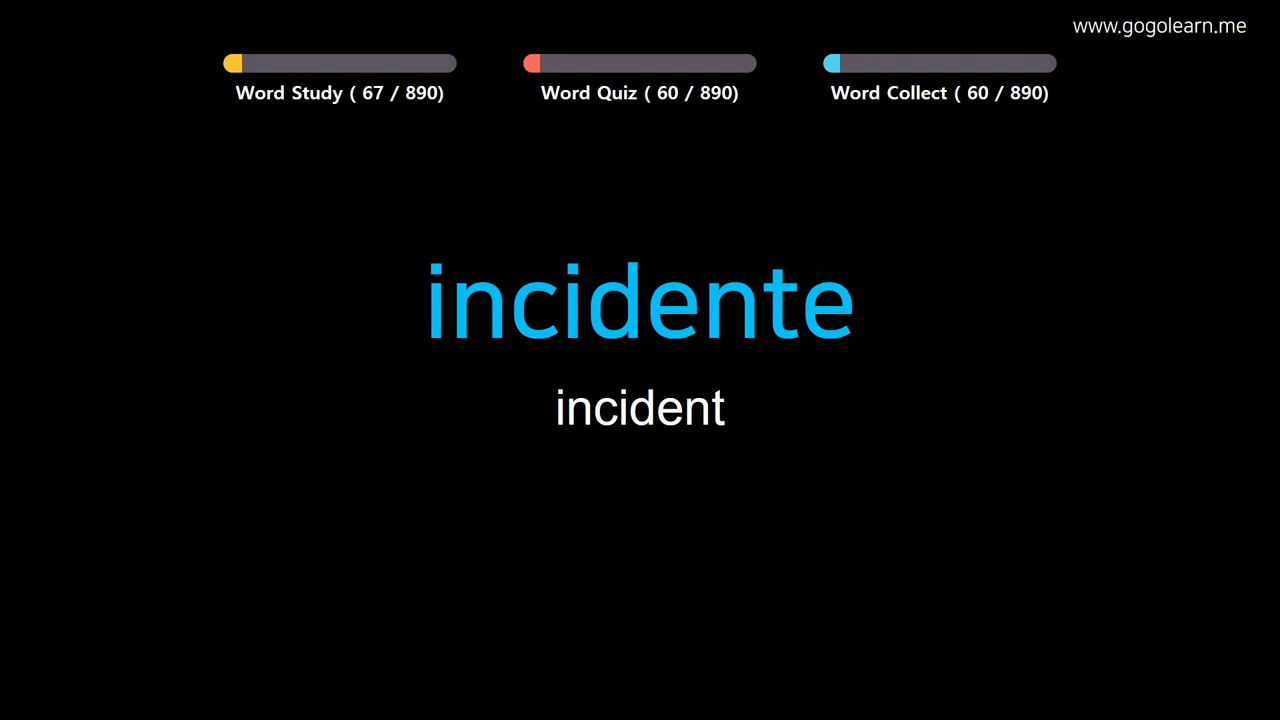 www.gogolearn.me
Word Study ( 67 / 890)
Word Quiz ( 60 / 890)
Word Collect ( 60 / 890)
incidente
incident